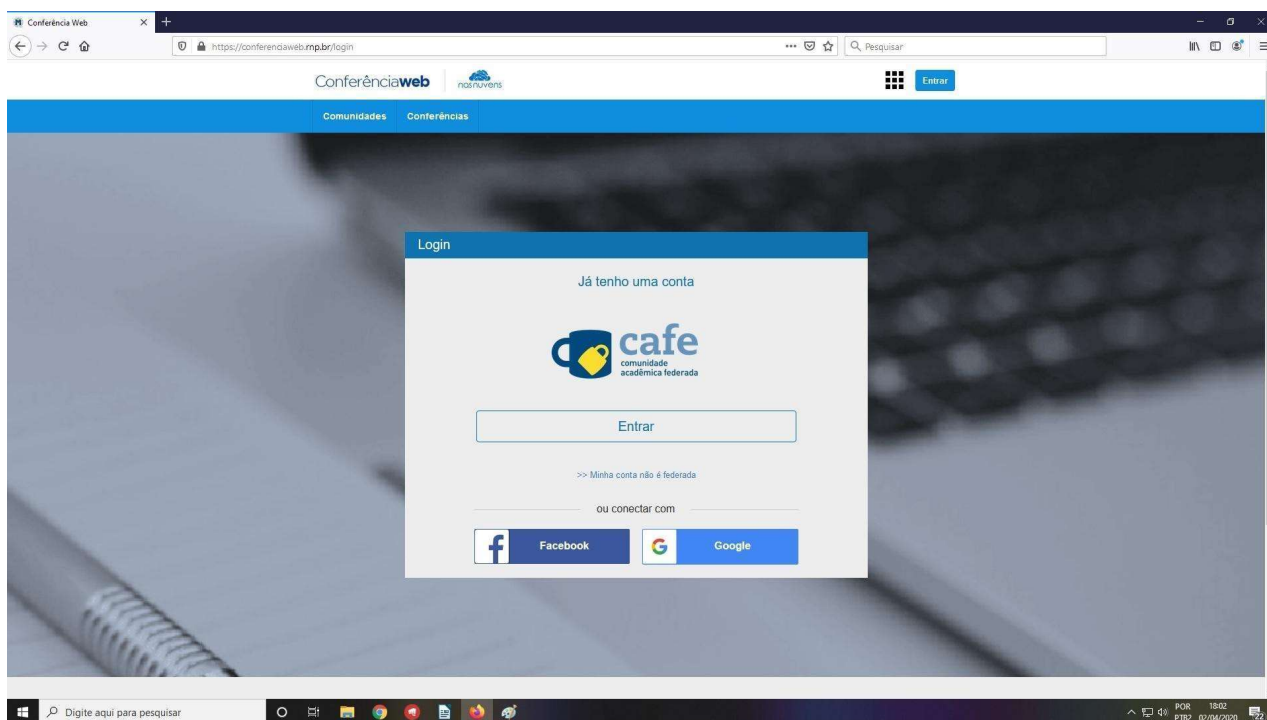 Conferência Web
https://conferenciaweb.rnp.br/login
Pesquisar
Conferênciaweb
nasnuvens
Entrar
Comunidades Conferências
Login
Já tenho uma conta
cafe
comunidade
acadêmica federada
Entrar
>> Minha conta não é federada
ou conectar com
Facebook
Google
Digite aqui para pesquisar
POR 18:02
PTB2 02/04/2020
22